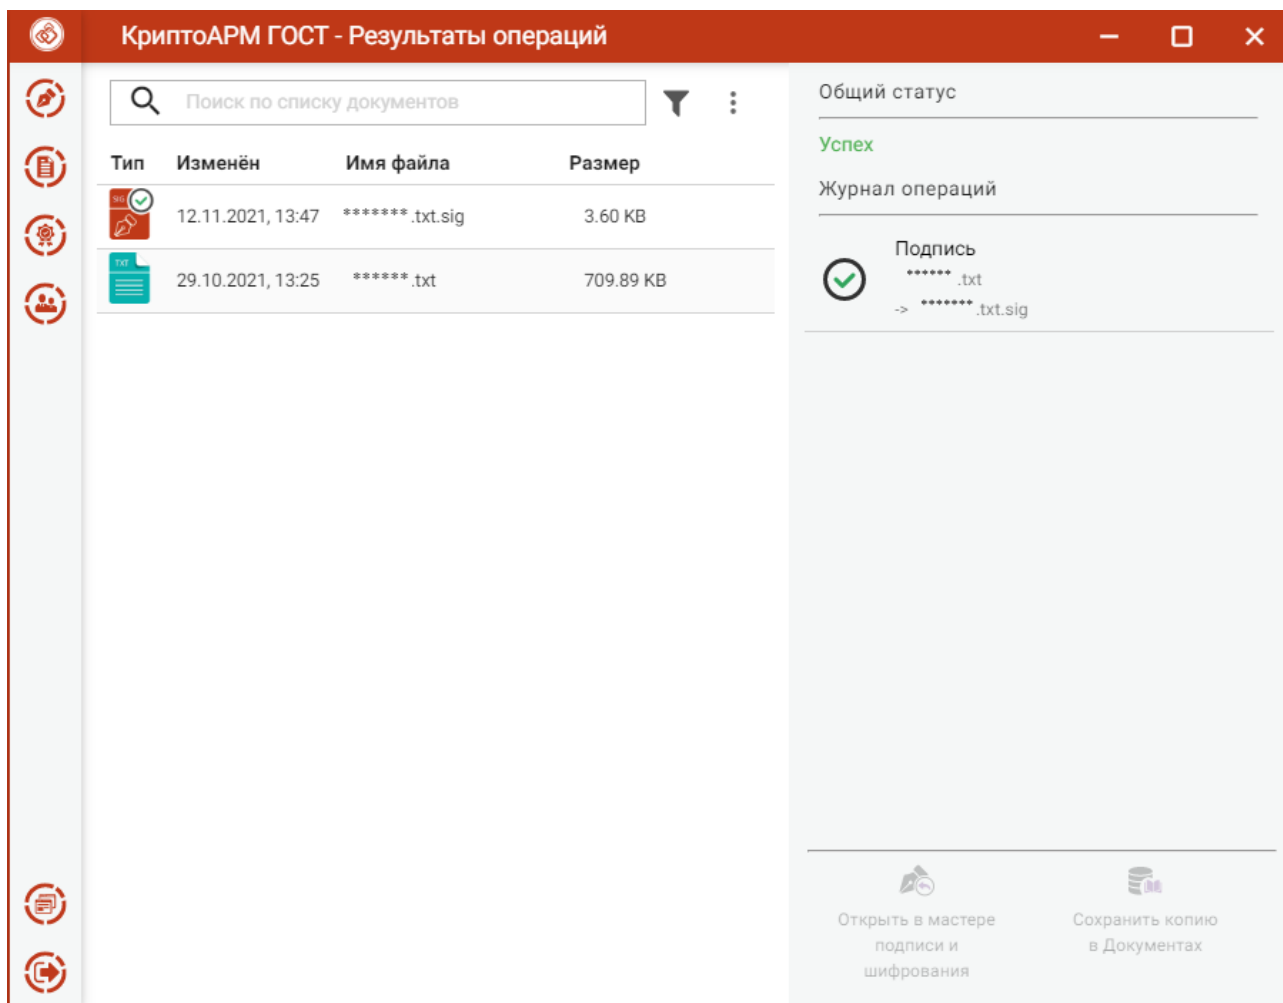 КриптоАРМ ГОСТ - Результаты операций
Поиск по списку документов
Тип Изменён Имя файла Размер
SIG
12.11.2021, 13:47 *******.txt.sig 3.60 KB
TXT
29.10.2021, 13:25 ******.txt 709.89 KB
Общий статус
Успех
Журнал операций
Подпись
******.txt
-> *******.txt.sig
Открыть в мастере
подписи и
шифрования
Сохранить копию
в Документах